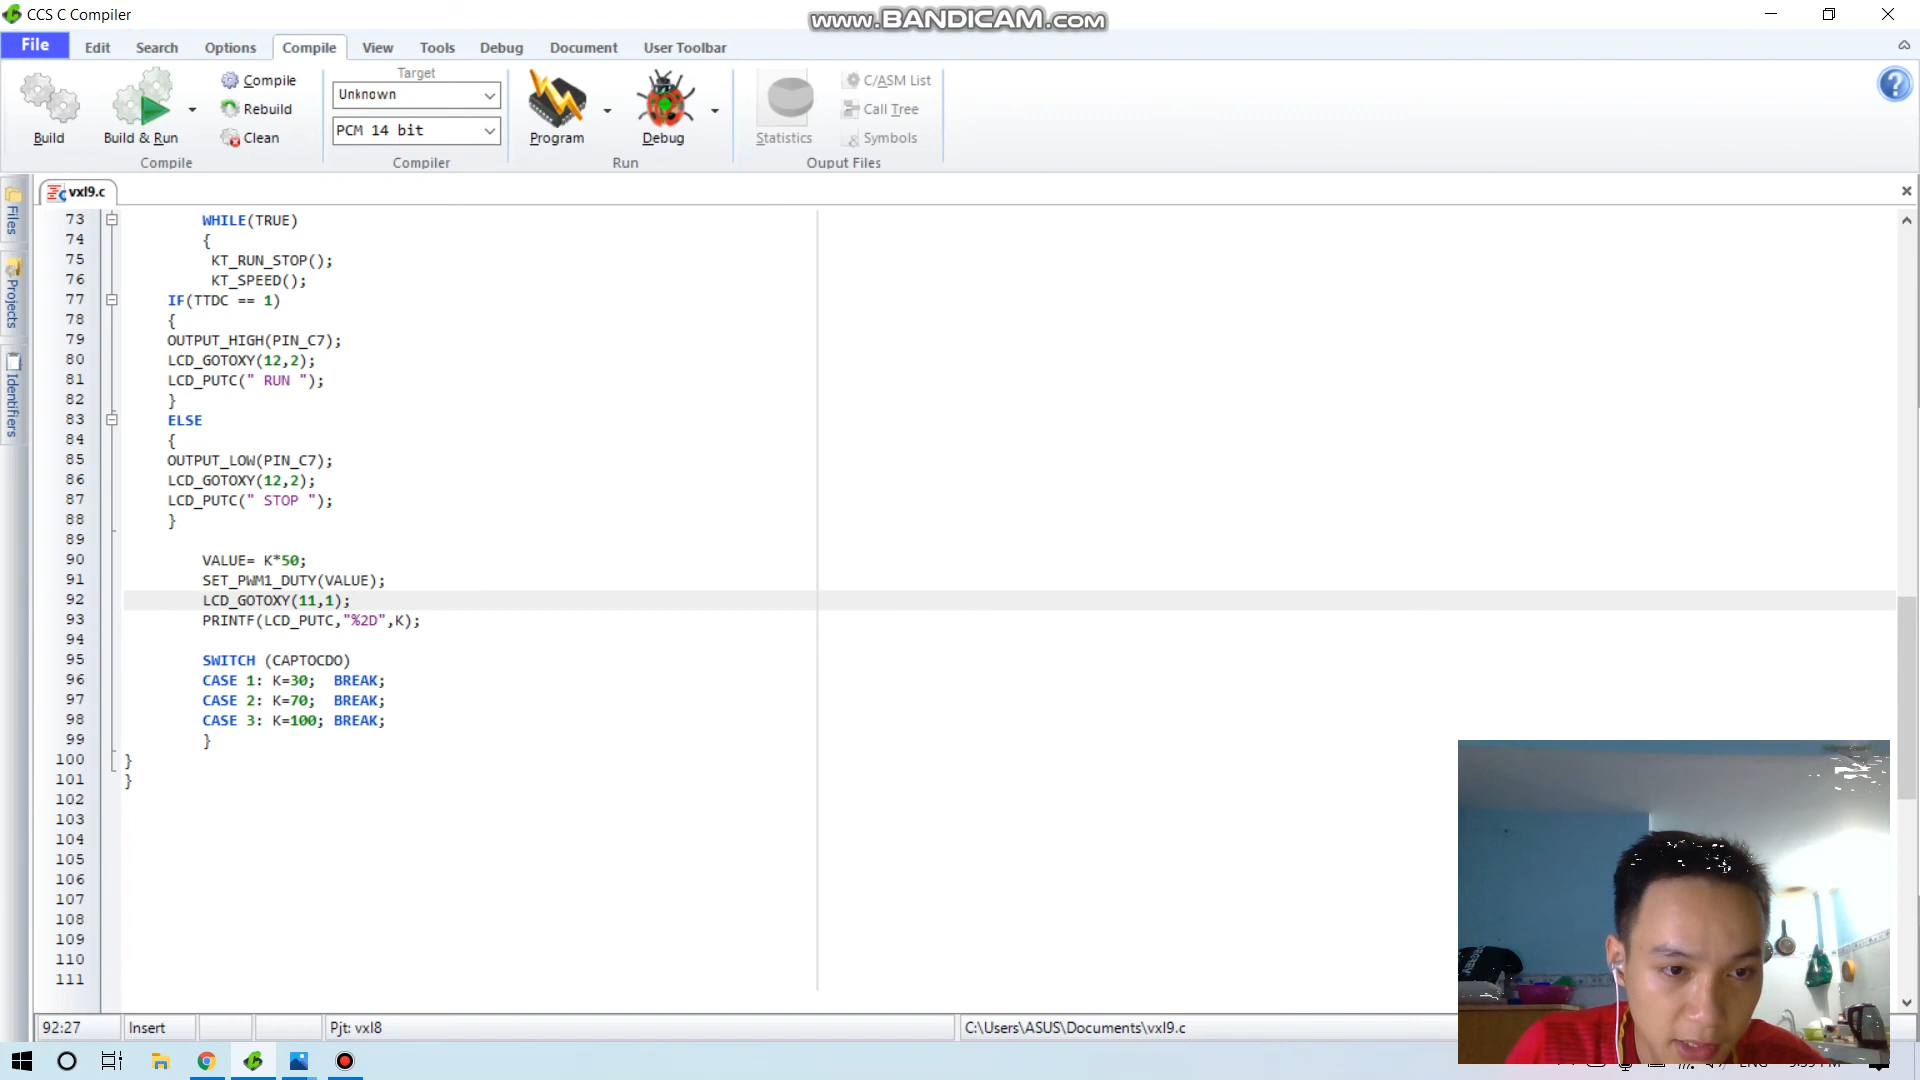 CCS C Compiler
www.BANDICAM.com
File Edit Search Options Compile View Tools Debug Document User Toolbar
Build
Build & Run
Compile
Rebuild
Clean
Compile
Target
Unknown
PCM 14 bit
Compiler
Program
Debug
Run
Statistics
C/ASM List
Call Tree
Symbols
Ouput Files
Files
Projects
Identifiers
vxl9.c
73 WHILE(TRUE)
74 {
75 KT_RUN_STOP();
76 KT_SPEED();
77 IF(TTDC == 1)
78 {
79 OUTPUT_HIGH(PIN_C7);
80 LCD_GOTOXY(12,2);
81 LCD_PUTC(" RUN ");
82 }
83 ELSE
84 {
85 OUTPUT_LOW(PIN_C7);
86 LCD_GOTOXY(12,2);
87 LCD_PUTC(" STOP ");
88 }
89
90 VALUE= K*50;
91 SET_PWM1_DUTY(VALUE);
92 LCD_GOTOXY(11,1);
93 PRINTF(LCD_PUTC,"%2D",K);
94
95 SWITCH (CAPTOCDO)
96 CASE 1: K=30; BREAK;
97 CASE 2: K=70; BREAK;
98 CASE 3: K=100; BREAK;
99 }
100 }
101 }
102
103
104
105
106
107
108
109
110
111
92:27 Insert Pjt: vxl8 C:\Users\ASUS\Documents\vxl9.c